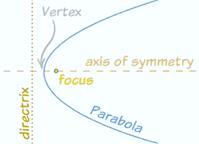 Vertex
axis of symmetry
focus
directrix
Parabola